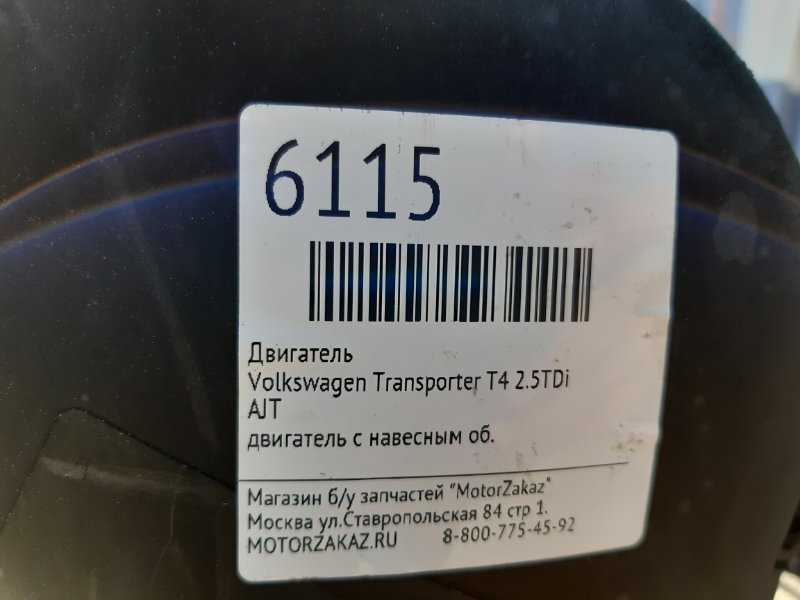 6115
Двигатель
Volkswagen Transporter T4 2.5TDi
AJT
двигатель с навесным об.
Магазин б/у запчастей "MotorZakaz"
Москва ул.Ставропольская 84 стр 1.
MOTORZAKAZ.RU 8-800-775-45-92